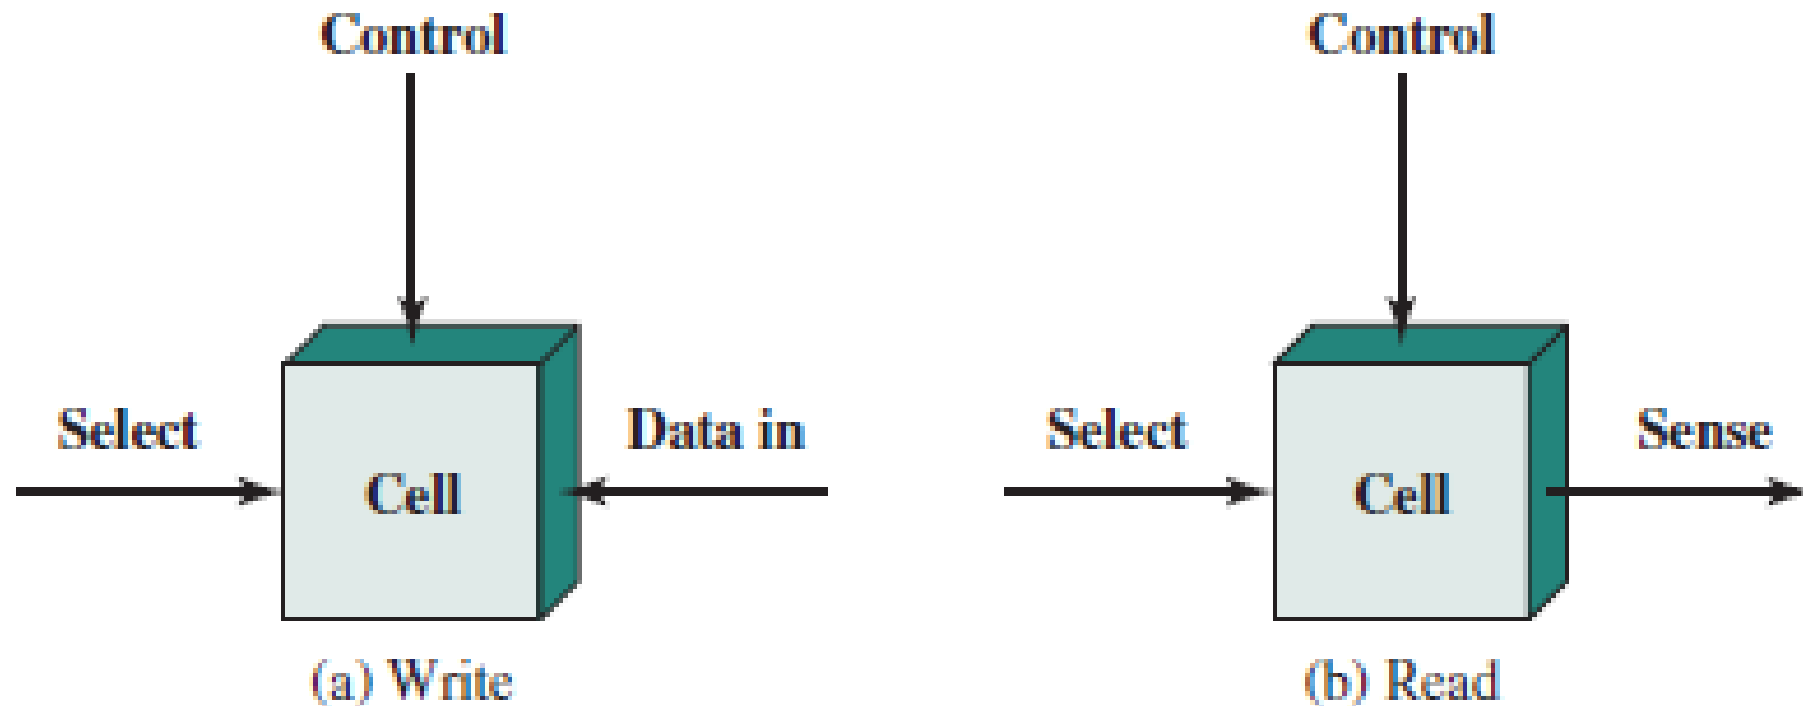 Control
Control
Select
Data in
Select
Sense
Cell
Cell
(a) Write
(b) Read